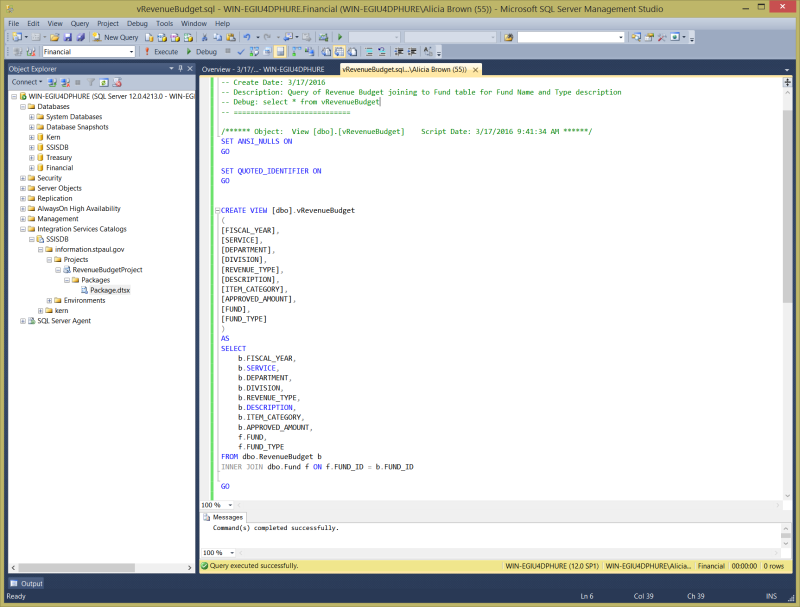 vRevenueBudget.sql - WIN-EGIU4DPHURE.Financial (WIN-EGIU4DPHURE\Alicia Brown (55)) - Microsoft SQL Server Management Studio
File Edit View Query Project Debug Tools Window Help
New Query
Financial Execute Debug
Object Explorer
Connect
WIN-EGIU4DPHURE (SQL Server 12.0.4213.0 - WIN-EGI
Databases
System Databases
Database Snapshots
Kern
SSISDB
Treasury
Financial
Security
Server Objects
Replication
AlwaysOn High Availability
Management
Integration Services Catalogs
SSISDB
information.stpaul.gov
Projects
RevenueBudgetProject
Packages
Package.dtsx
Environments
kern
SQL Server Agent
Overview - 3/17/...- WIN-EGIU4DPHURE
vRevenueBudget.sql...\Alicia Brown (55))
-- Create Date: 3/17/2016
-- Description: Query of Revenue Budget joining to Fund table for Fund Name and Type description
-- Debug: select * from vRevenueBudget
-- ============================
/****** Object:  View [dbo].[vRevenueBudget]    Script Date: 3/17/2016 9:41:34 AM ******/
SET ANSI_NULLS ON
GO
SET QUOTED_IDENTIFIER ON
GO
CREATE VIEW [dbo].vRevenueBudget
(
[FISCAL_YEAR],
[SERVICE],
[DEPARTMENT],
[DIVISION],
[REVENUE_TYPE],
[DESCRIPTION],
[ITEM_CATEGORY],
[APPROVED_AMOUNT],
[FUND],
[FUND_TYPE]
)
AS
SELECT
b.FISCAL_YEAR,
b.SERVICE,
b.DEPARTMENT,
b.DIVISION,
b.REVENUE_TYPE,
b.DESCRIPTION,
b.ITEM_CATEGORY,
b.APPROVED_AMOUNT,
f.FUND,
f.FUND_TYPE
FROM dbo.RevenueBudget b
INNER JOIN dbo.Fund f ON f.FUND_ID = b.FUND_ID
GO
100 %
Messages
Command(s) completed successfully.
100 %
Query executed successfully. WIN-EGIU4DPHURE (12.0 SP1) WIN-EGIU4DPHURE\Alicia... Financial 00:00:00 0 rows
Output
Ready Ln 6 Col 39 Ch 39 INS